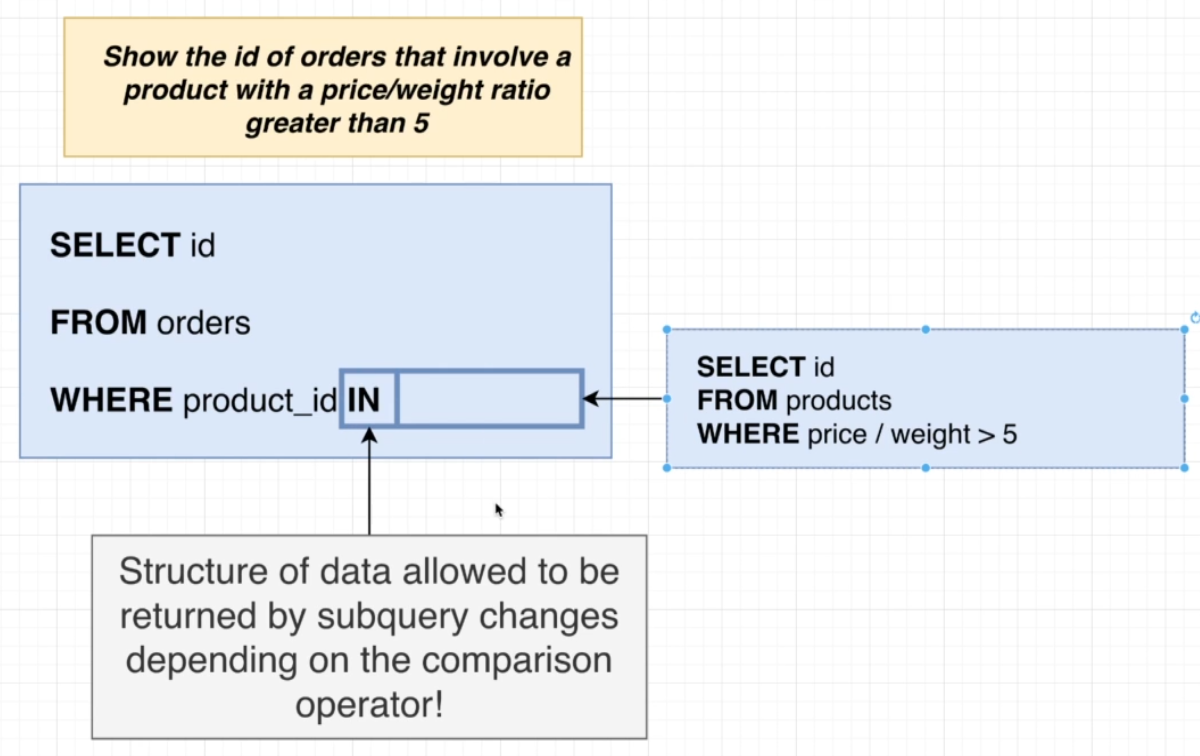 Show the id of orders that involve a
product with a price/weight ratio
greater than 5
SELECT id
FROM orders
WHERE product_id IN
SELECT id
FROM products
WHERE price / weight > 5
Structure of data allowed to be
returned by subquery changes
depending on the comparison
operator!